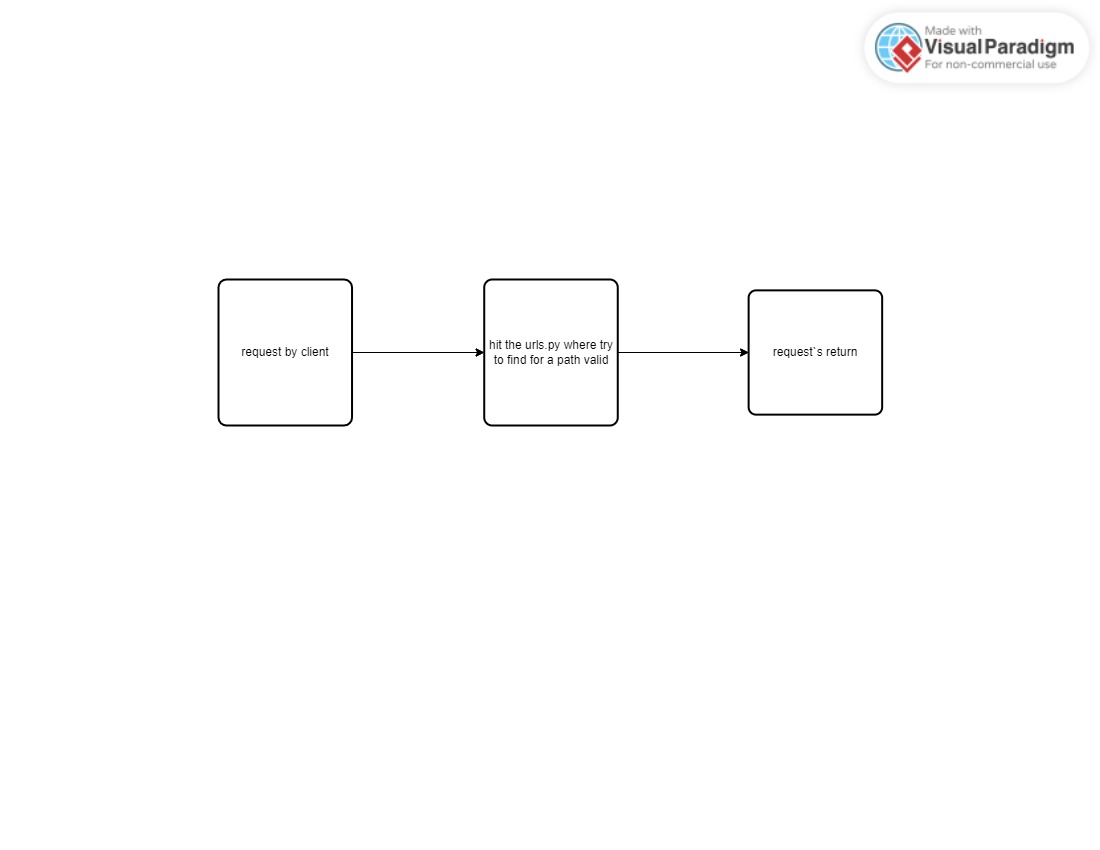 Made with
Visual Paradigm
For non-commercial use
request by client
hit the urls.py where try
to find for a path valid
request`s return